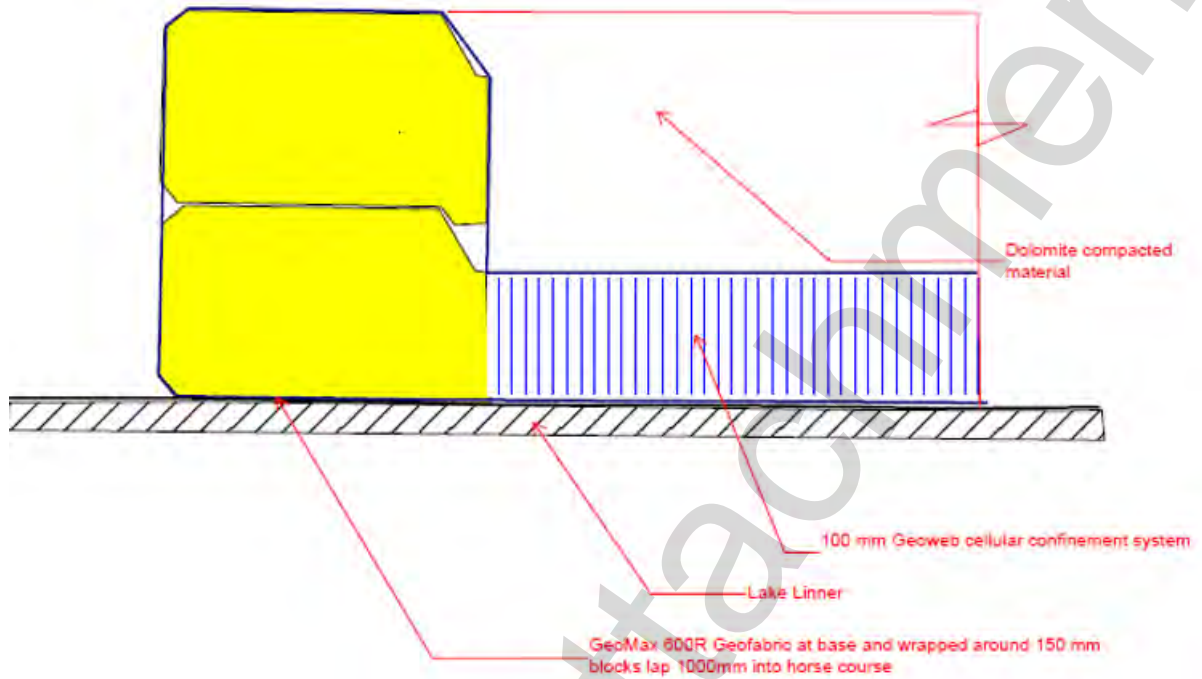 Dolomite compacted
material
100 mm Geoweb cellular confinement system
Lake Linner
GeoMax 600R Geofabric at base and wrapped around 150 mm
blocks lap 1000mm into horse course